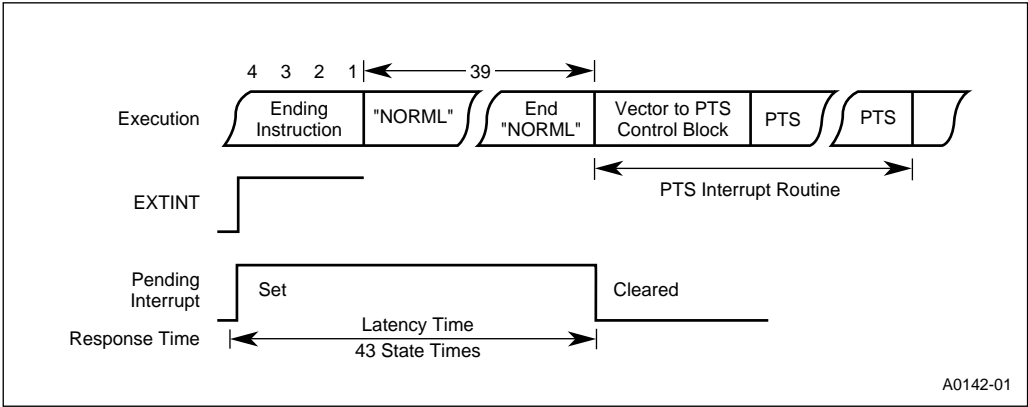 4 3 2 1
39
Execution
Ending
Instruction
"NORML"
End
"NORML"
Vector to PTS
Control Block
PTS
PTS
PTS Interrupt Routine
EXTINT
Pending
Interrupt
Set
Cleared
Response Time
Latency Time
43 State Times
A0142-01